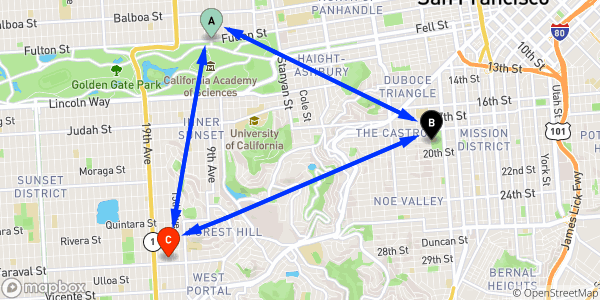 Balboa St
Balboa St
PANHANDLE
San Francisco
Fulton St
A
Fulton St
Fell St
80
10th St
HAIGHT-
ASHBURY
13th St
Golden Gate Park
California Academy
of Sciences
Stanyan St
DUBOCE
TRIANGLE
14th St
Lincoln Way
Cole St
16th St
Utah St
17th St
B
Judah St
INNER
SUNSET
University
of California
THE CASTRO
MISSION
DISTRICT
101
19th Ave
9th Ave
20th St
York St
Moraga St
22nd St
SUNSET
DISTRICT
24th St
NOE VALLEY
James Lick Fwy
Quintara St
FOREST HILL
Rivera St
1
C
Duncan St
28th St
Taraval St
Ulloa St
WEST
PORTAL
30th St
BERNAL
HEIGHTS
mapbox
Vicente St
© OpenStreetMap